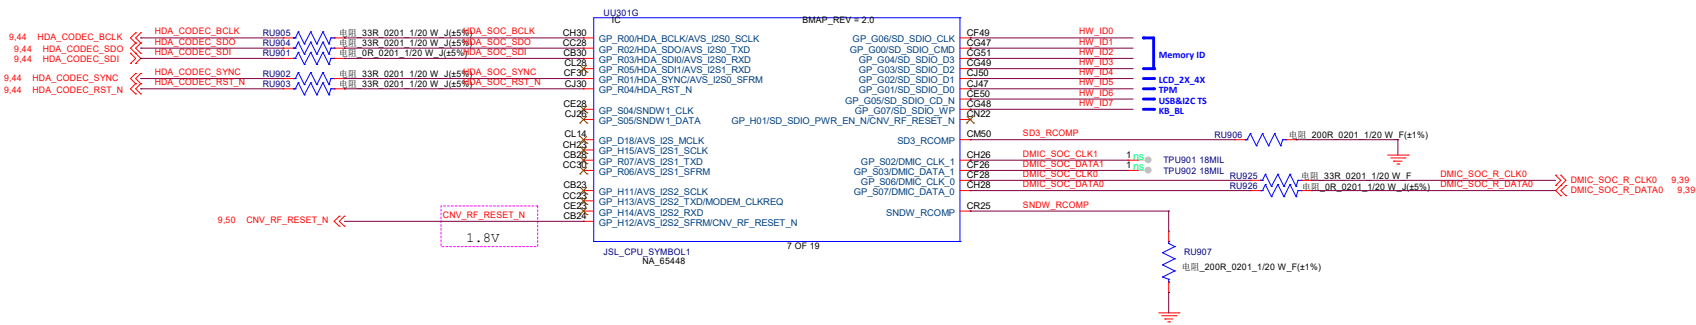 UU301G
IC
BMAP_REV = 2.0
9,44 HDA_CODEC_BCLK HDA_CODEC_BCLK RU905 电阻_33R_0201_1/20 W_J(±5%) HDA_SOC_BCLK CH30 GP_R00/HDA_BCLK/AVS_I2S0_SCLK
9,44 HDA_CODEC_SDO HDA_CODEC_SDO RU904 电阻_33R_0201_1/20 W_J(±5%) HDA_SOC_SDO CC28 GP_R02/HDA_SDO/AVS_I2S0_TXD
9,44 HDA_CODEC_SDI HDA_CODEC_SDI RU901 电阻_0R_0201_1/20 W_J(±5%) HDA_SOC_SDI CB30 GP_R03/HDA_SDI0/AVS_I2S0_RXD
CL28 GP_R05/HDA_SDI1/AVS_I2S1_RXD
9,44 HDA_CODEC_SYNC HDA_CODEC_SYNC RU902 电阻_33R_0201_1/20 W_J(±5%) HDA_SOC_SYNC CF30 GP_R01/HDA_SYNC/AVS_I2S0_SFRM
9,44 HDA_CODEC_RST_N HDA_CODEC_RST_N RU903 电阻_33R_0201_1/20 W_J(±5%) HDA_SOC_RST_N CJ30 GP_R04/HDA_RST_N
CE28 GP_S04/SNDW1_CLK
CJ26 GP_S05/SNDW1_DATA
CL14 GP_D18/AVS_I2S_MCLK
CH23 GP_H15/AVS_I2S1_SCLK
CB28 GP_R07/AVS_I2S1_TXD
CC30 GP_R06/AVS_I2S1_SFRM
CB23 GP_H11/AVS_I2S2_SCLK
CC23 GP_H13/AVS_I2S2_TXD/MODEM_CLKREQ
CE23 GP_H14/AVS_I2S2_RXD
9,50 CNV_RF_RESET_N CNV_RF_RESET_N CB24 GP_H12/AVS_I2S2_SFRM/CNV_RF_RESET_N
1.8V
GP_G06/SD_SDIO_CLK CF49 HW_ID0
GP_G00/SD_SDIO_CMD CG47 HW_ID1
GP_G04/SD_SDIO_D3 CG51 HW_ID2
GP_G03/SD_SDIO_D2 CG49 HW_ID3
Memory ID
GP_G02/SD_SDIO_D1 CJ50 HW_ID4 LCD_2X_4X
GP_G01/SD_SDIO_D0 CJ47 HW_ID5 TPM
GP_G05/SD_SDIO_CD_N CE50 HW_ID6 USB&I2C TS
GP_G07/SD_SDIO_WP CG48 HW_ID7 KB_BL
GP_H01/SD_SDIO_PWR_EN_N/CNV_RF_RESET_N CN22
SD3_RCOMP CM50 SD3_RCOMP RU906 电阻_200R_0201_1/20 W_F(±1%)
GP_S02/DMIC_CLK_1 CH26 DMIC_SOC_CLK1 1 ns TPU901 18MIL
GP_S03/DMIC_DATA_1 CF26 DMIC_SOC_DATA1 1 ns TPU902 18MIL
GP_S06/DMIC_CLK_0 CF28 DMIC_SOC_CLK0 RU925 电阻_33R_0201_1/20 W_F DMIC_SOC_R_CLK0 DMIC_SOC_R_CLK0 9,39
GP_S07/DMIC_DATA_0 CH28 DMIC_SOC_DATA0 RU926 电阻_0R_0201_1/20 W_J(±5%) DMIC_SOC_R_DATA0 DMIC_SOC_R_DATA0 9,39
SNDW_RCOMP CR25 SNDW_RCOMP
RU907
电阻_200R_0201_1/20 W_F(±1%)
7 OF 19
JSL_CPU_SYMBOL1
NA_65448